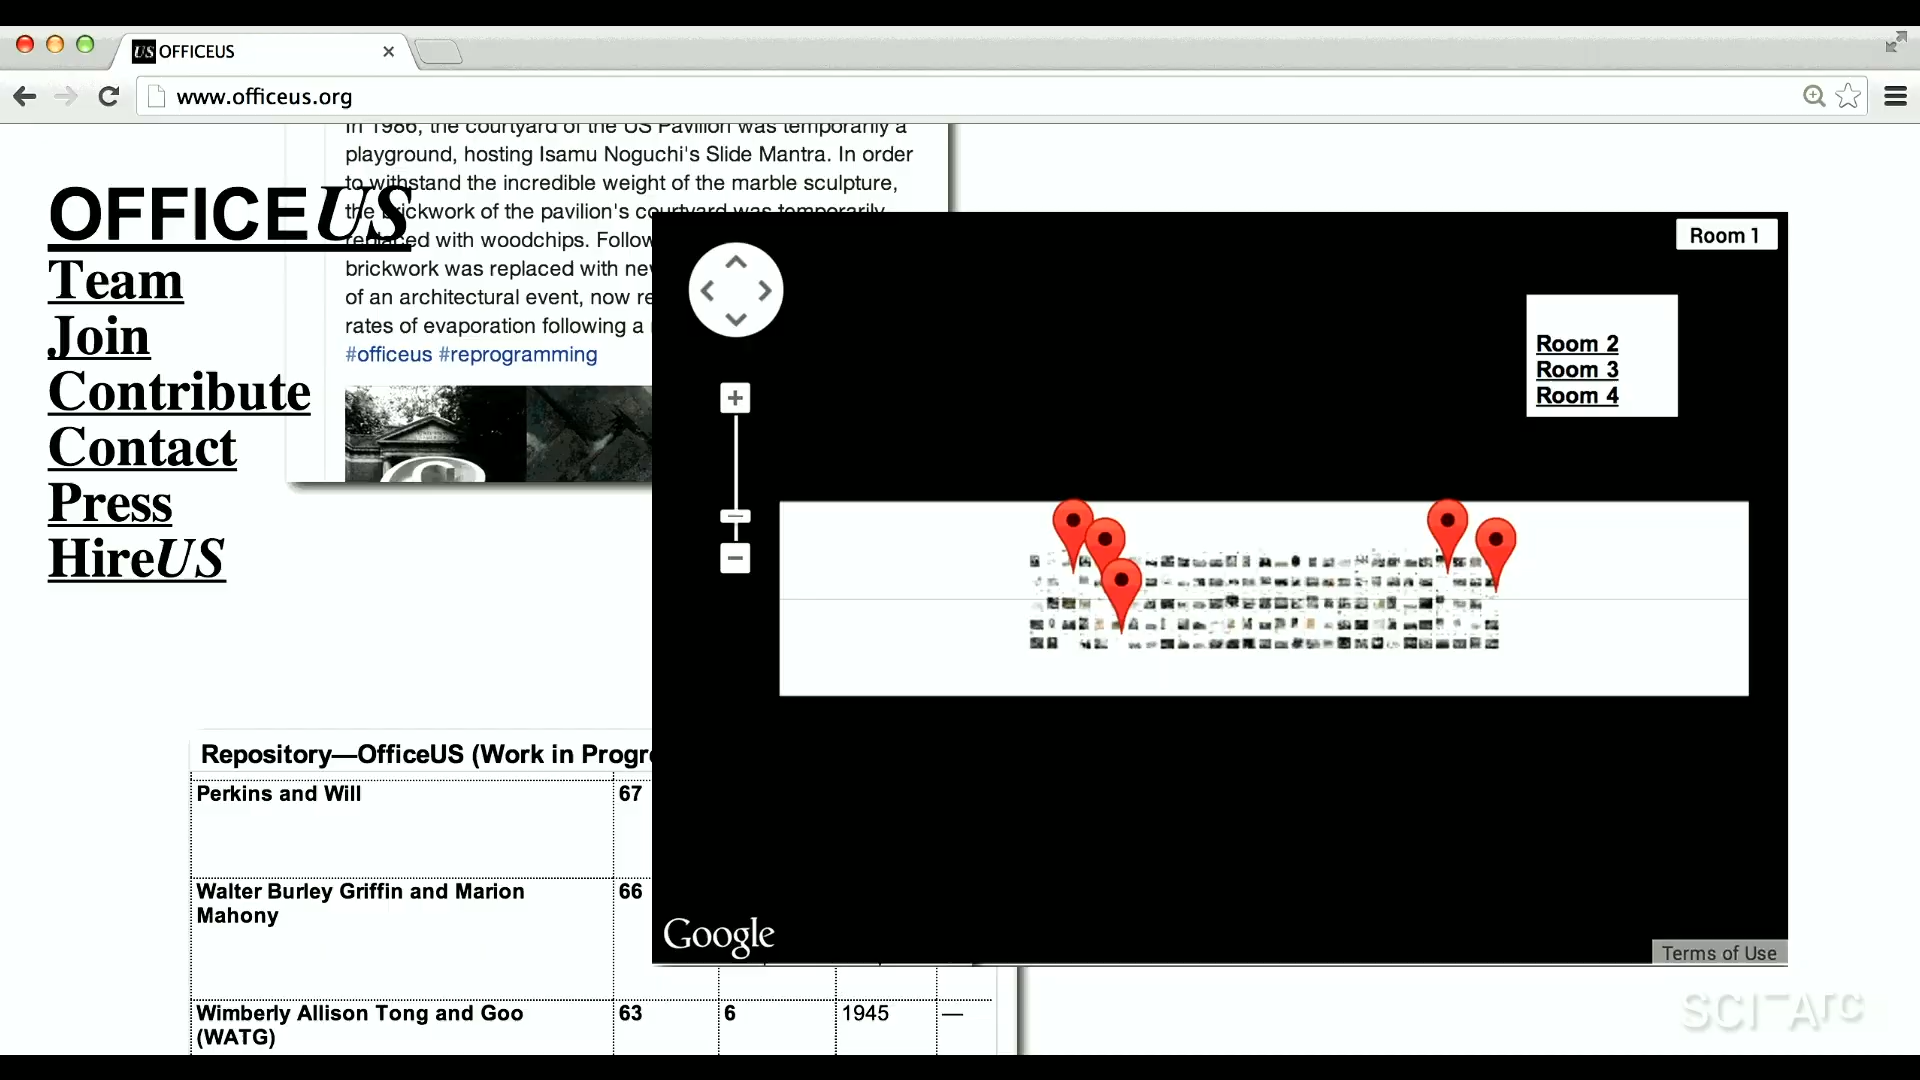 US OFFICEUS
www.officeus.org
In 1986, the courtyard of the US Pavilion was temporarily a
playground, hosting Isamu Noguchi's Slide Mantra. In order
to withstand the incredible weight of the marble sculpture,
the brickwork of the pavilion's courtyard was temporarily
replaced with woodchips. Follow
brickwork was replaced with new
of an architectural event, now re
rates of evaporation following a
#officeus #reprogramming
OFFICEUS
Team
Join
Contribute
Contact
Press
HireUS
Room 1
Room 2
Room 3
Room 4
Google
Terms of Use
Repository—OfficeUS (Work in Progre
Perkins and Will 67
Walter Burley Griffin and Marion 66
Mahony
Wimberly Allison Tong and Goo 63 6 1945 —
(WATG)
SCI-Arc